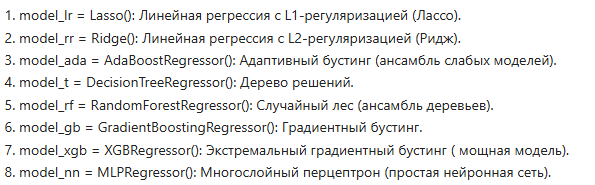 1. model_lr = Lasso(): Линейная регрессия с L1-регуляризацией (Лассо).
2. model_rr = Ridge(): Линейная регрессия с L2-регуляризацией (Ридж).
3. model_ada = AdaBoostRegressor(): Адаптивный бустинг (ансамбль слабых моделей).
4. model_t = DecisionTreeRegressor(): Дерево решений.
5. model_rf = RandomForestRegressor(): Случайный лес (ансамбль деревьев).
6. model_gb = GradientBoostingRegressor(): Градиентный бустинг.
7. model_xgb = XGBRegressor(): Экстремальный градиентный бустинг ( мощная модель).
8. model_nn = MLPRegressor(): Многослойный перцептрон (простая нейронная сеть).